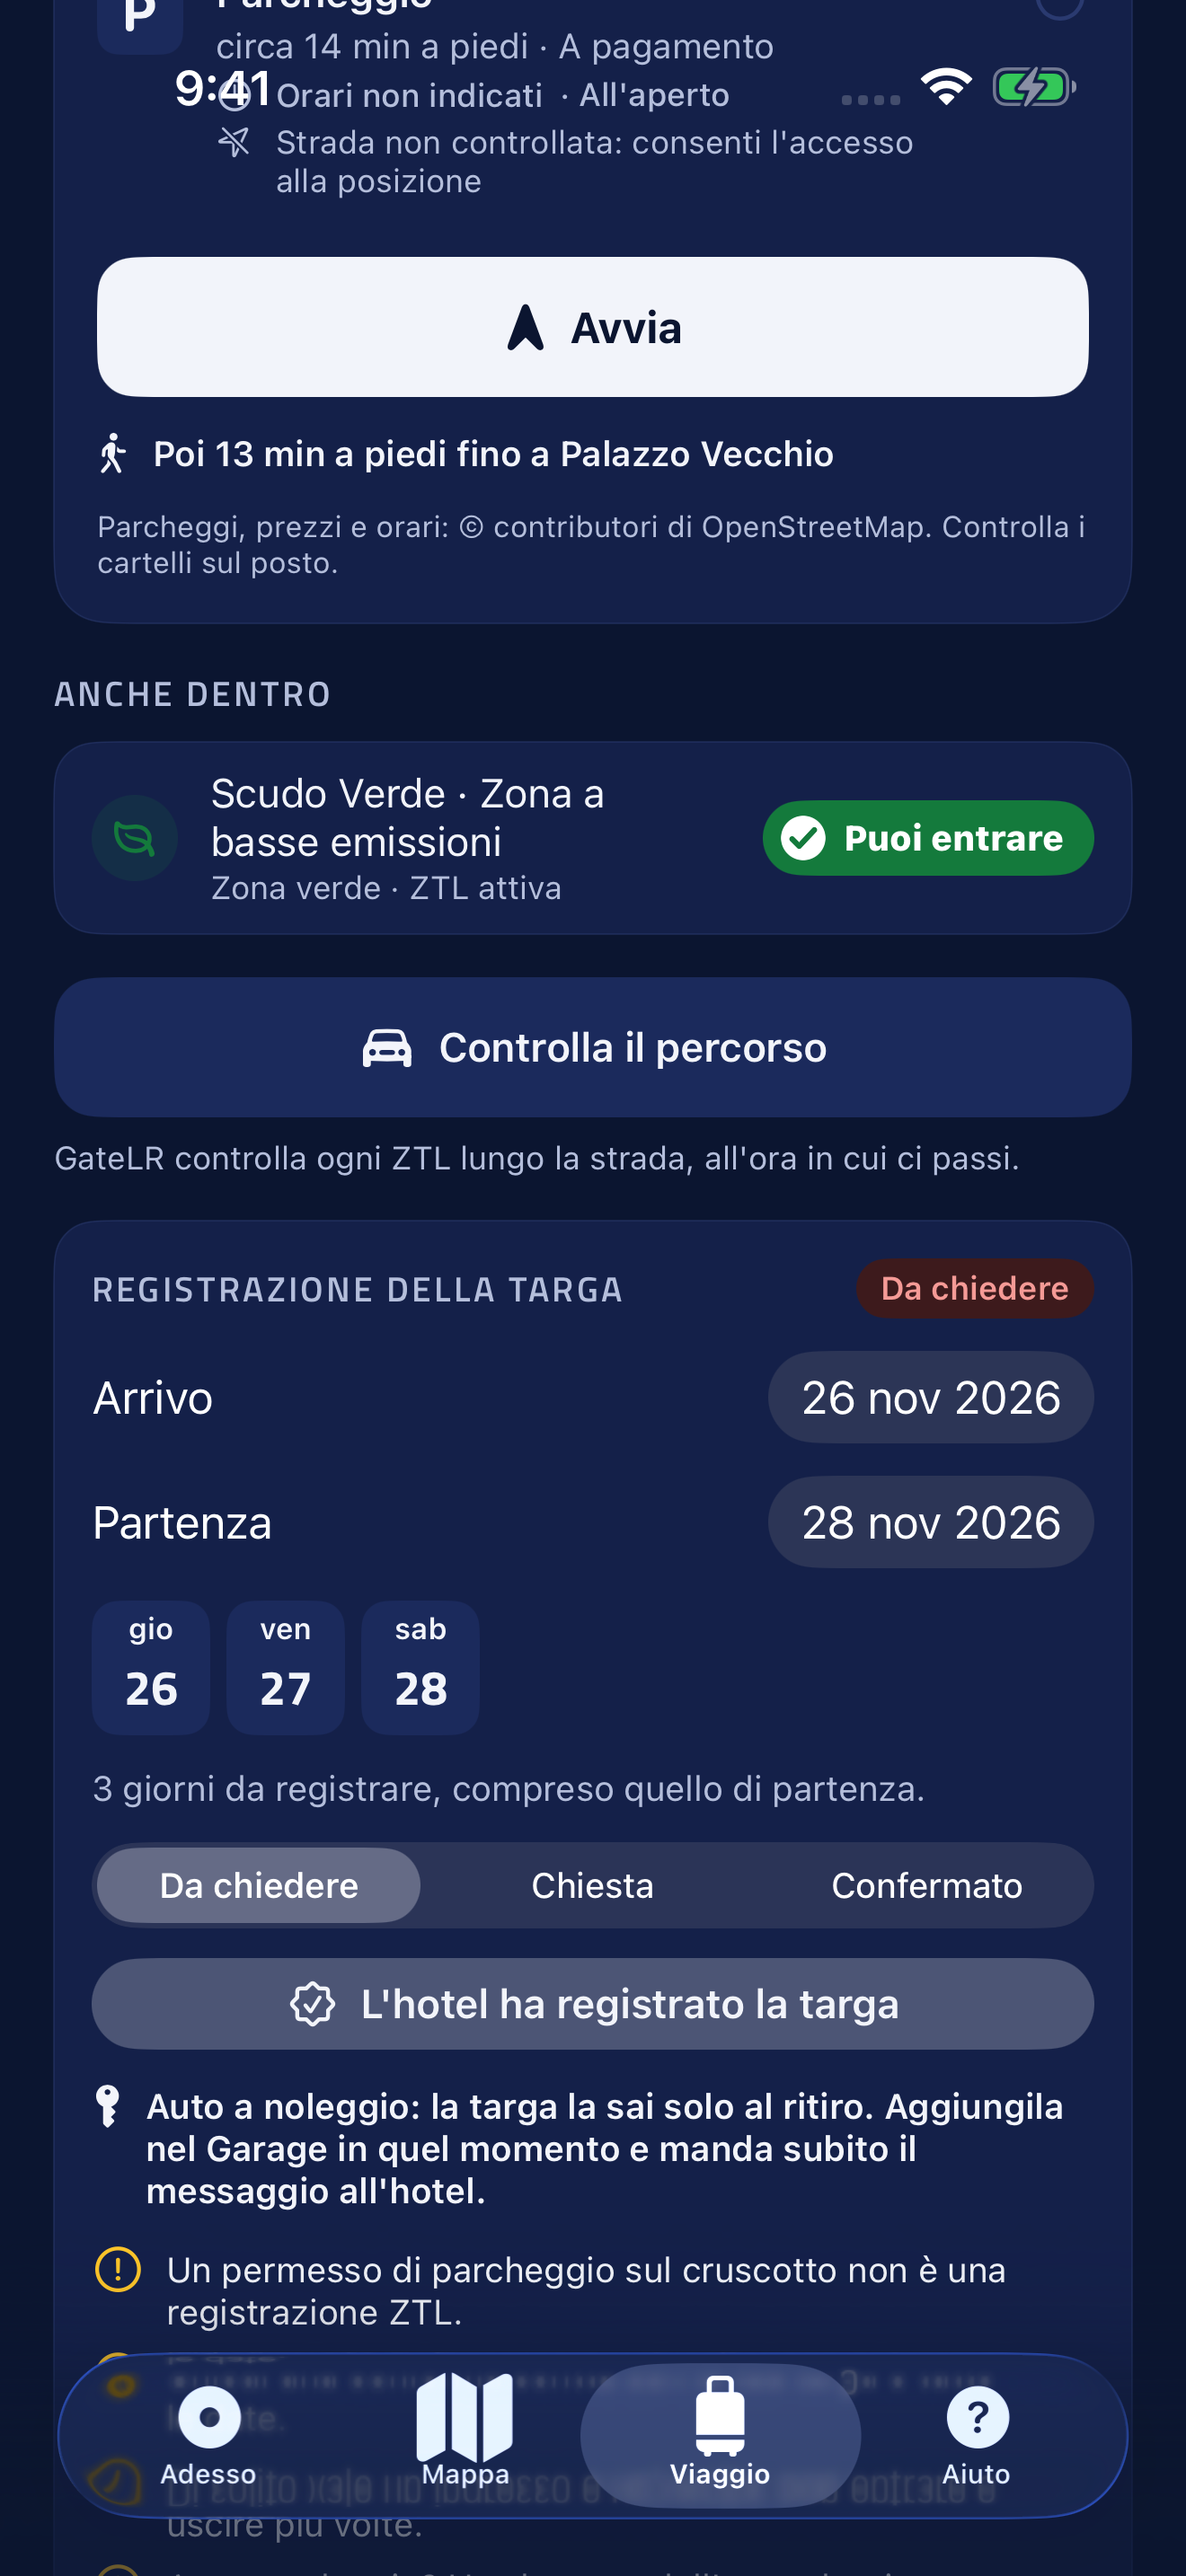 P
Parcheggio
circa 14 min a piedi · A pagamento
9:41
Orari non indicati · All'aperto
Strada non controllata: consenti l'accesso
alla posizione
Avvia
Poi 13 min a piedi fino a Palazzo Vecchio
Parcheggi, prezzi e orari: © contributori di OpenStreetMap. Controlla i
cartelli sul posto.
ANCHE DENTRO
Scudo Verde · Zona a
basse emissioni
Zona verde · ZTL attiva
Puoi entrare
Controlla il percorso
GateLR controlla ogni ZTL lungo la strada, all'ora in cui ci passi.
REGISTRAZIONE DELLA TARGA
Da chiedere
Arrivo
26 nov 2026
Partenza
28 nov 2026
gio
ven
sab
26
27
28
3 giorni da registrare, compreso quello di partenza.
Da chiedere
Chiesta
Confermato
L'hotel ha registrato la targa
Auto a noleggio: la targa la sai solo al ritiro. Aggiungila
nel Garage in quel momento e manda subito il
messaggio all'hotel.
Un permesso di parcheggio sul cruscotto non è una
registrazione ZTL.
Adesso
Mappa
Viaggio
Aiuto
uscire più volte.